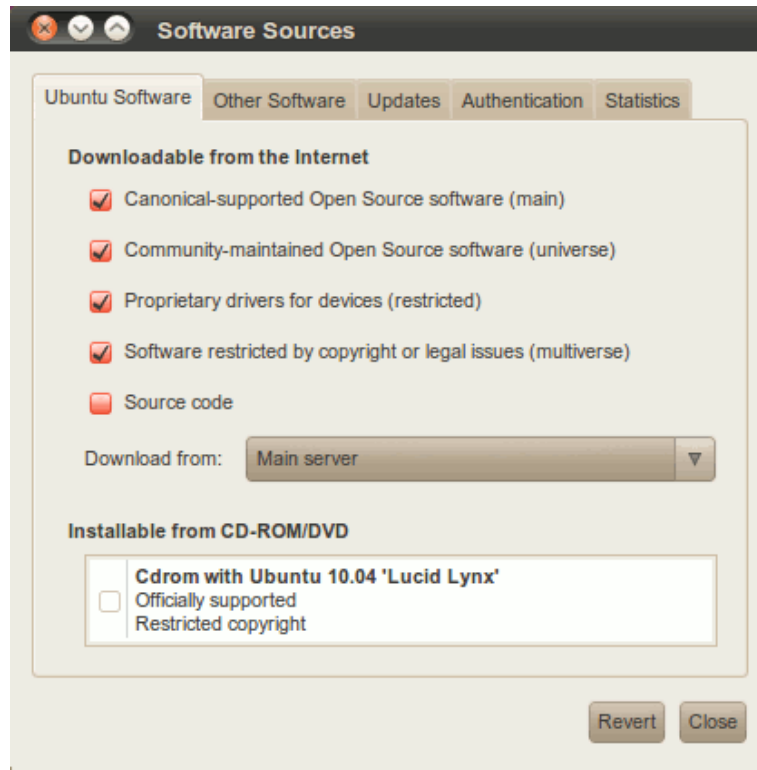 Software Sources
Ubuntu Software
Other Software
Updates
Authentication
Statistics
Downloadable from the Internet
Canonical-supported Open Source software (main)
Community-maintained Open Source software (universe)
Proprietary drivers for devices (restricted)
Software restricted by copyright or legal issues (multiverse)
Source code
Download from:
Main server
Installable from CD-ROM/DVD
Cdrom with Ubuntu 10.04 'Lucid Lynx'
Officially supported
Restricted copyright
Revert
Close